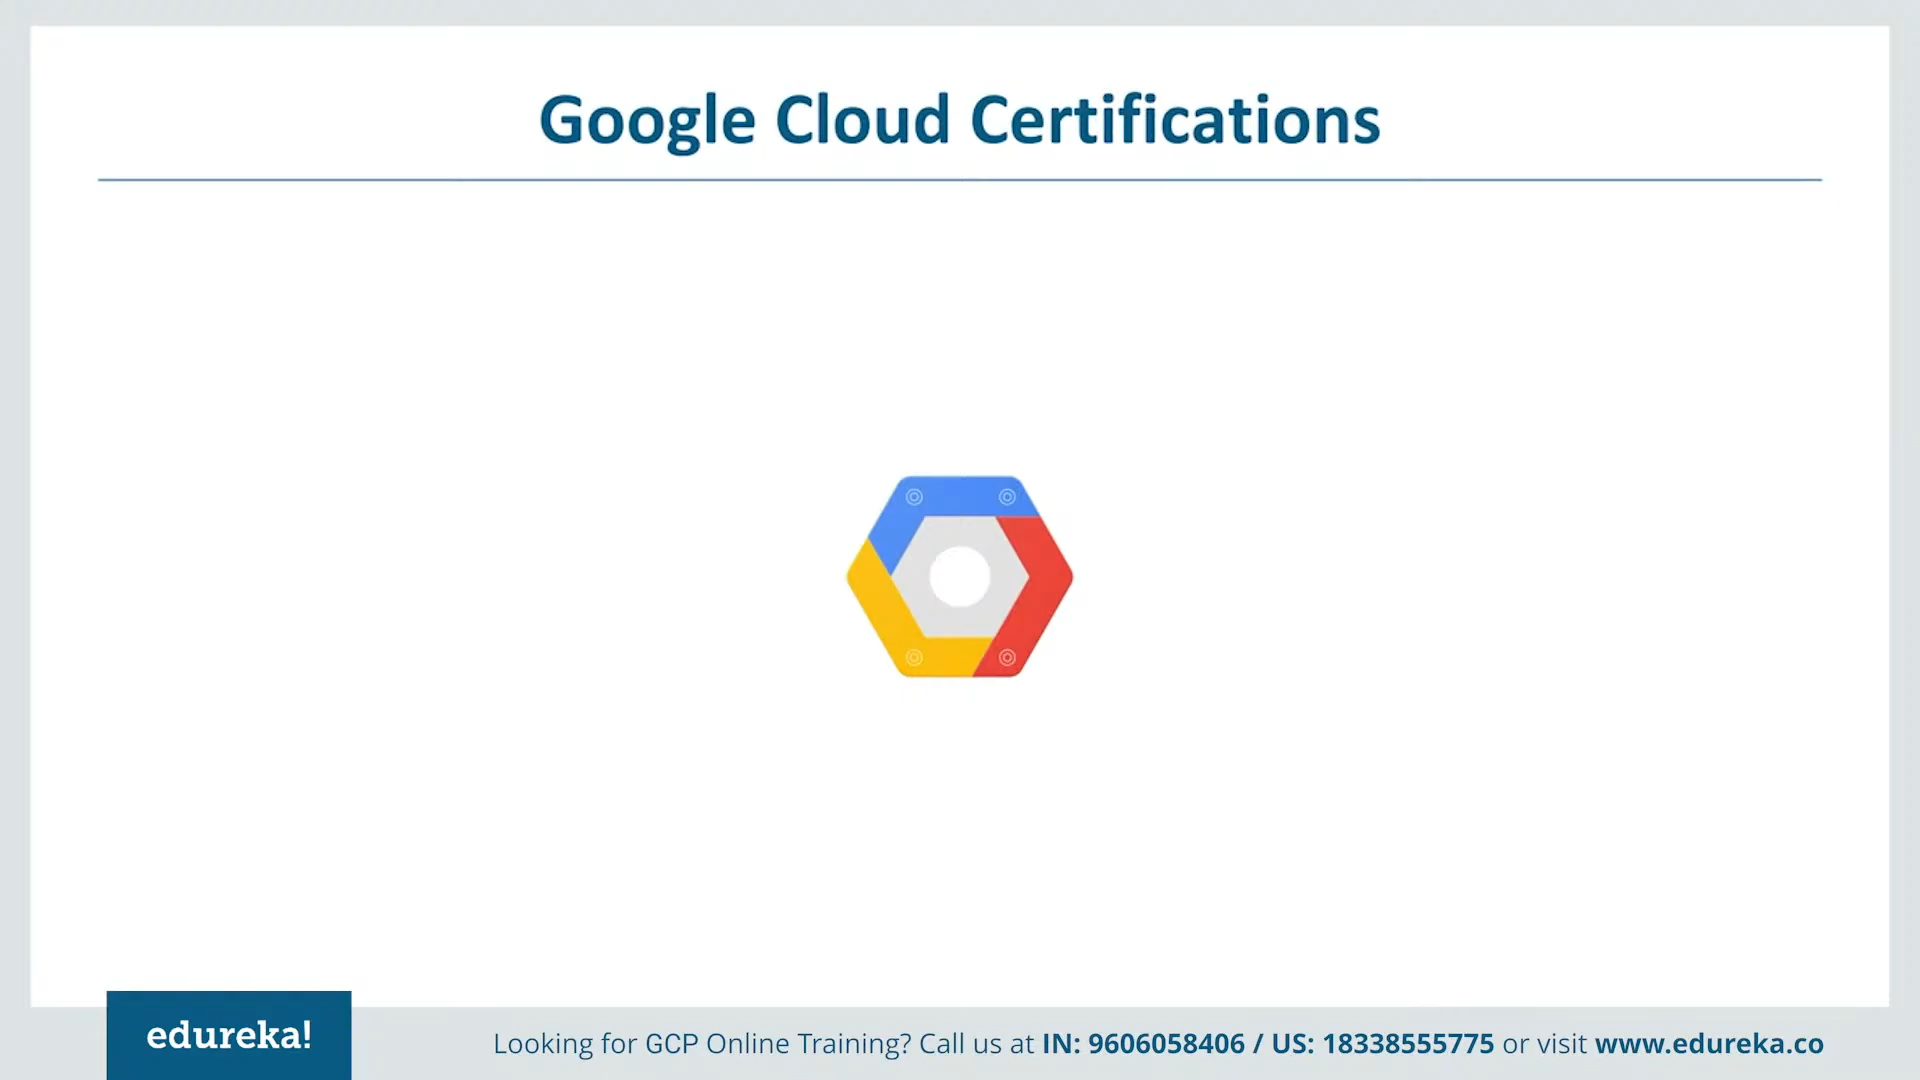 Google Cloud Certifications
edureka!
Looking for GCP Online Training? Call us at IN: 9606058406 / US: 18338555775 or visit www.edureka.co